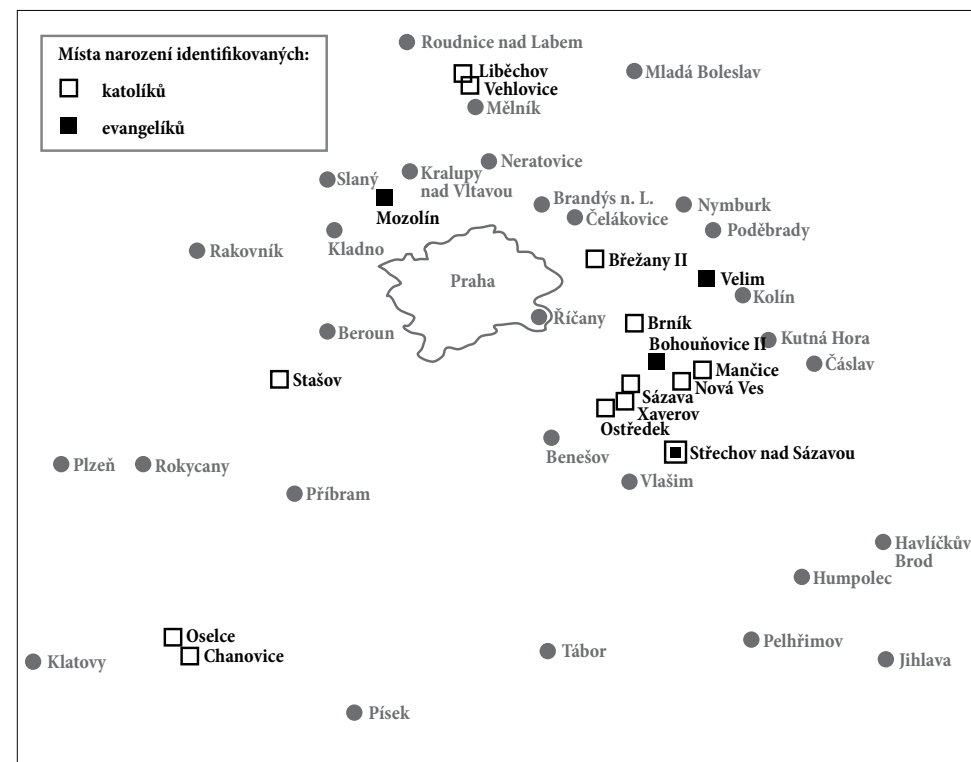 Místa narození identifikovaných:
katolíků
evangelíků
Roudnice nad Labem
Liběchov
Vehlovice
Mělník
Mladá Boleslav
Neratovice
Kralupy
nad Vltavou
Slaný
Mozolín
Brandýs n. L.
Čelákovice
Nymburk
Poděbrady
Rakovník
Kladno
Břežany II
Praha
Velim
Kolín
Říčany
Brník
Beroun
Bohouňovice II
Kutná Hora
Čáslav
Mančice
Nová Ves
Stašov
Sázava
Xaverov
Ostředek
Benešov
Střechov nad Sázavou
Plzeň
Rokycany
Vlašim
Příbram
Havlíčkův
Brod
Humpolec
Oselce
Chanovice
Klatovy
Tábor
Pelhřimov
Jihlava
Písek